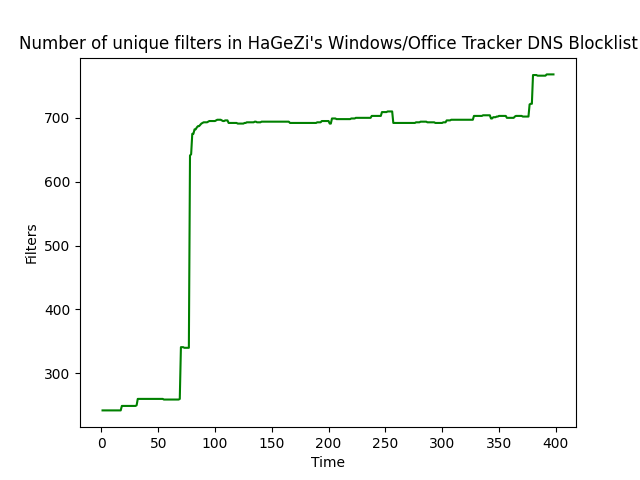 Number of unique filters in HaGeZi's Windows/Office Tracker DNS Blocklist
700
600
500
400
300
Filters
0 50 100 150 200 250 300 350 400
Time